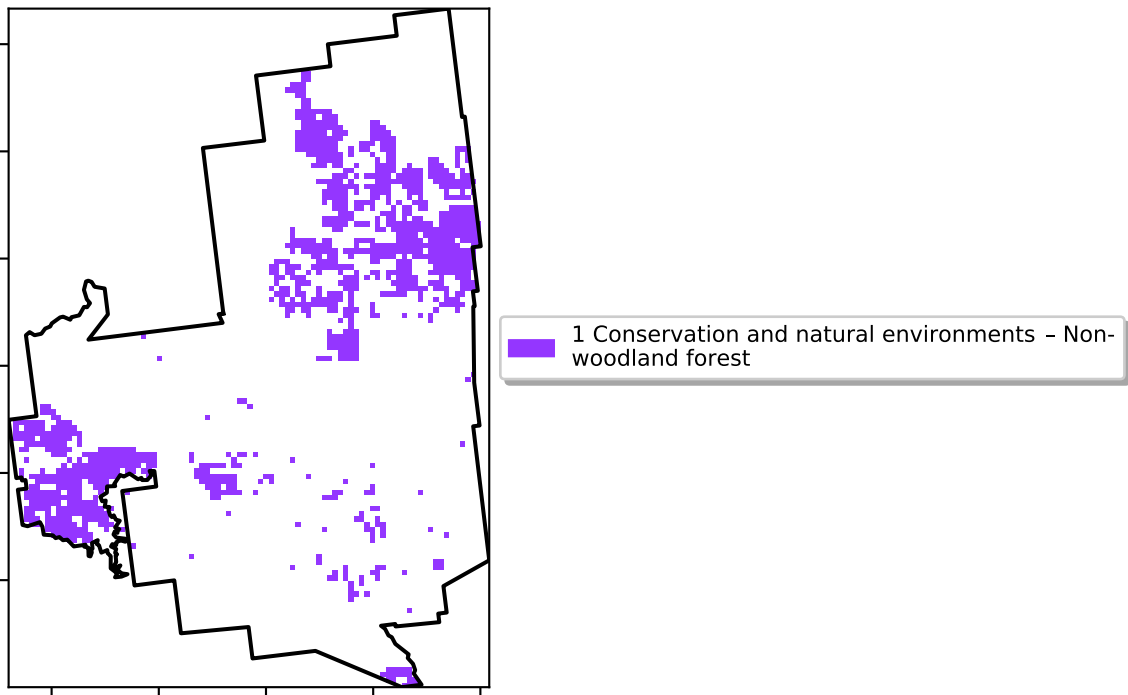 1 Conservation and natural environments – Non-
woodland forest